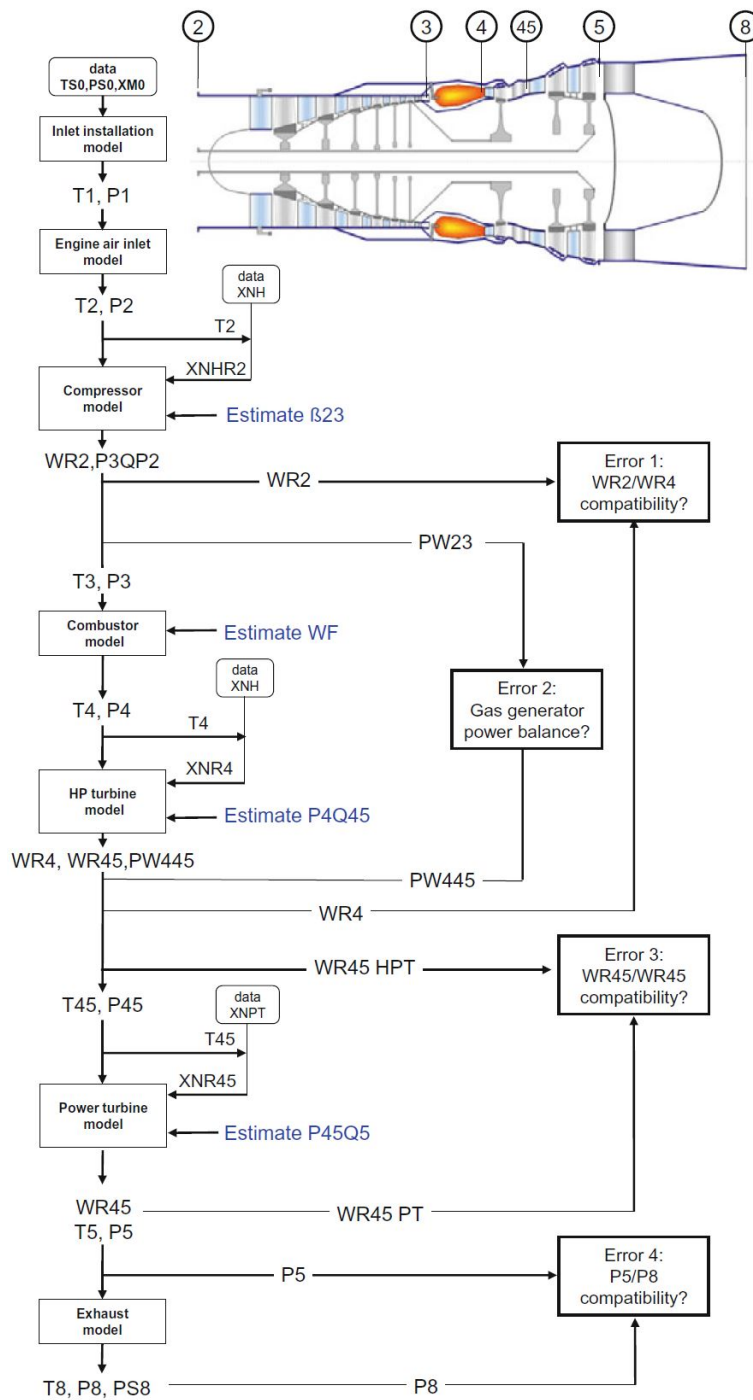 2
3
4
45
5
8
data
TS0,PS0,XM0
Inlet installation
model
T1, P1
Engine air inlet
model
data
XNH
T2, P2
T2
XNHR2
Compressor
model
Estimate ß23
WR2,P3QP2
WR2
Error 1:
WR2/WR4
compatibility?
PW23
T3, P3
Combustor
model
Estimate WF
data
XNH
Error 2:
Gas generator
power balance?
T4, P4
T4
XNR4
HP turbine
model
Estimate P4Q45
WR4, WR45,PW445
PW445
WR4
WR45 HPT
Error 3:
WR45/WR45
compatibility?
T45, P45
data
XNPT
T45
XNR45
Power turbine
model
Estimate P45Q5
WR45
T5, P5
WR45 PT
P5
Error 4:
P5/P8
compatibility?
Exhaust
model
T8, P8, PS8
P8